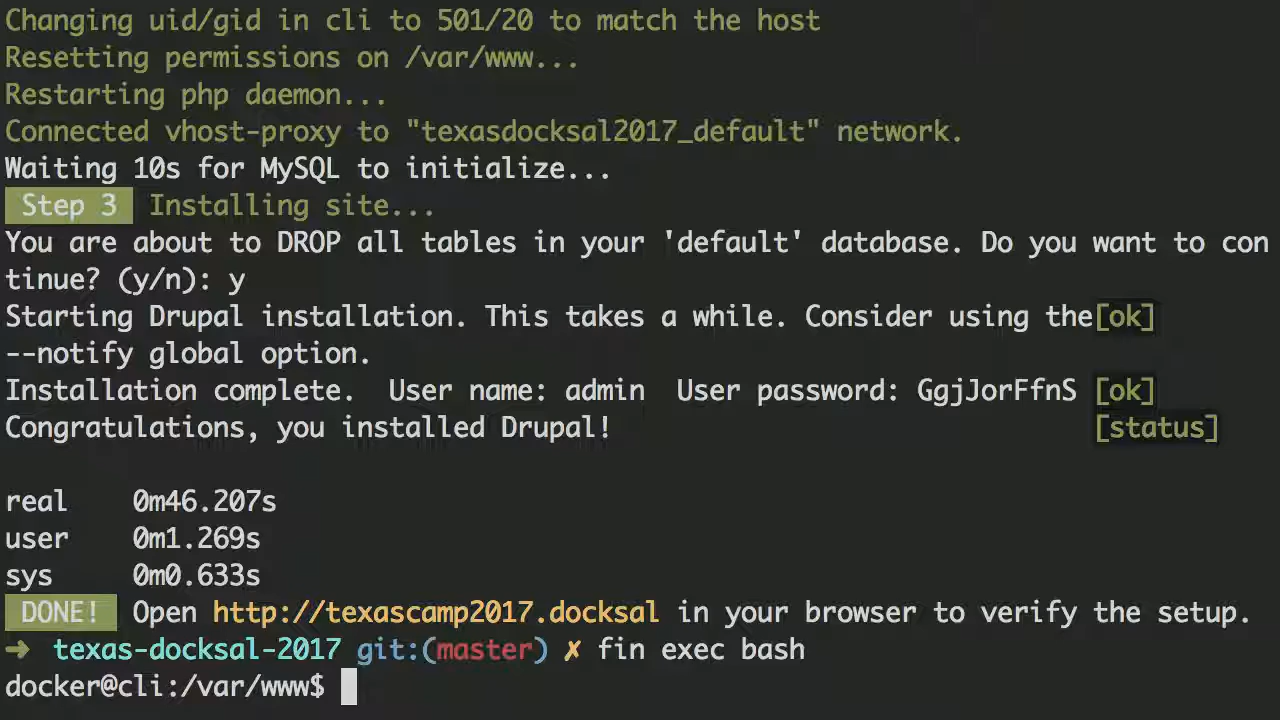 Changing uid/gid in cli to 501/20 to match the host
Resetting permissions on /var/www...
Restarting php daemon...
Connected vhost-proxy to "texasdocksal2017_default" network.
Waiting 10s for MySQL to initialize...
Step 3 Installing site...
You are about to DROP all tables in your 'default' database. Do you want to con
tinue? (y/n): y
Starting Drupal installation. This takes a while. Consider using the[ok]
--notify global option.
Installation complete.  User name: admin  User password: GgjJorFfnS [ok]
Congratulations, you installed Drupal! [status]
real 0m46.207s
user 0m1.269s
sys 0m0.633s
DONE! Open http://texascamp2017.docksal in your browser to verify the setup.
➜ texas-docksal-2017 git:(master) ✗ fin exec bash
docker@cli:/var/www$